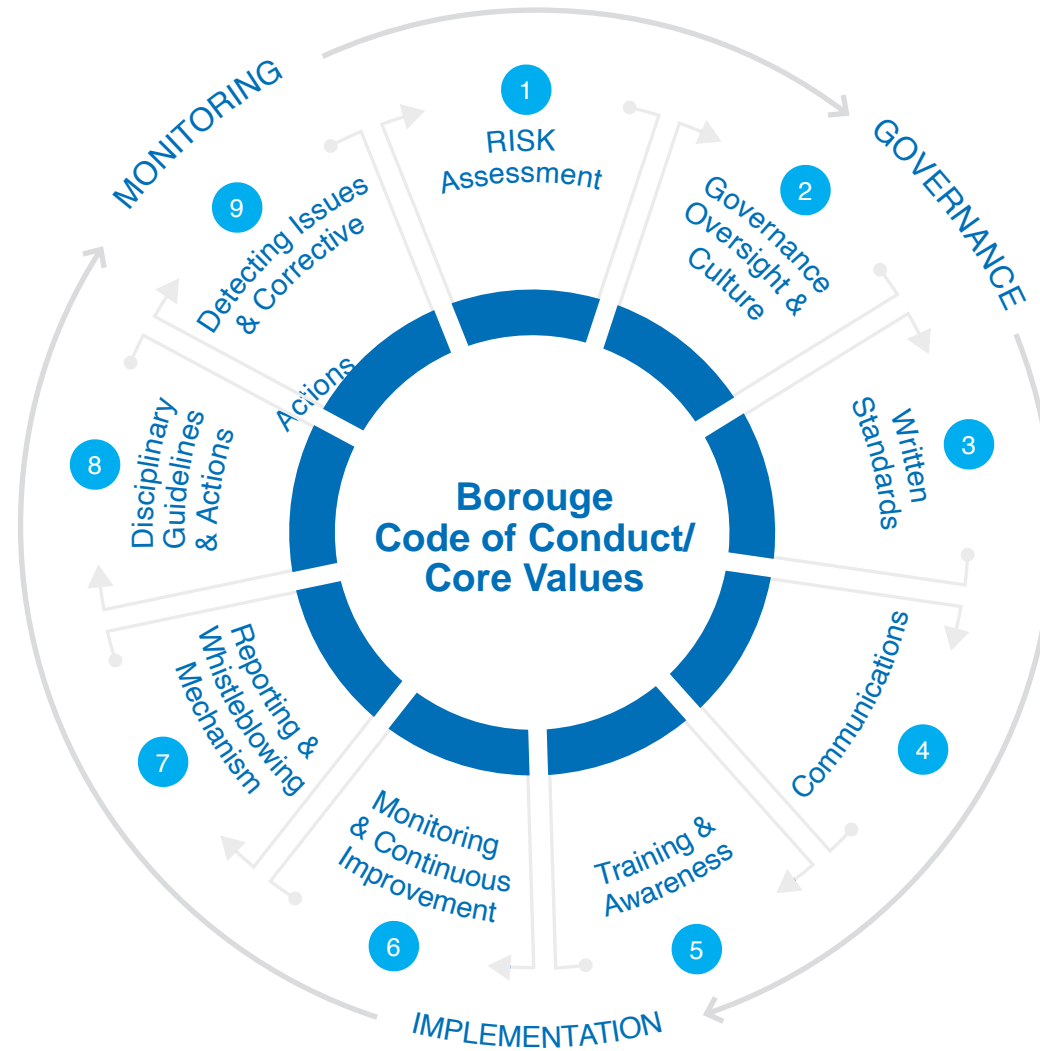 MONITORING
GOVERNANCE
IMPLEMENTATION
1
RISK
Assessment
2
Governance
Oversight &
Culture
3
Written
Standards
4
Communications
5
Training &
Awareness
6
Monitoring
& Continuous
Improvement
7
Reporting &
Whistleblowing
Mechanism
8
Disciplinary
Guidelines
& Actions
9
Detecting Issues
& Corrective
Actions
Borouge
Code of Conduct/
Core Values